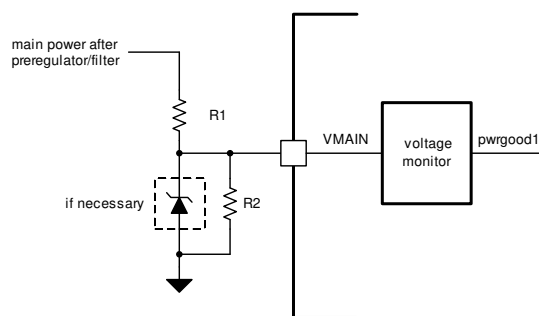 main power after
preregulator/filter
R1
VMAIN
voltage
monitor
pwrgood1
if necessary
R2